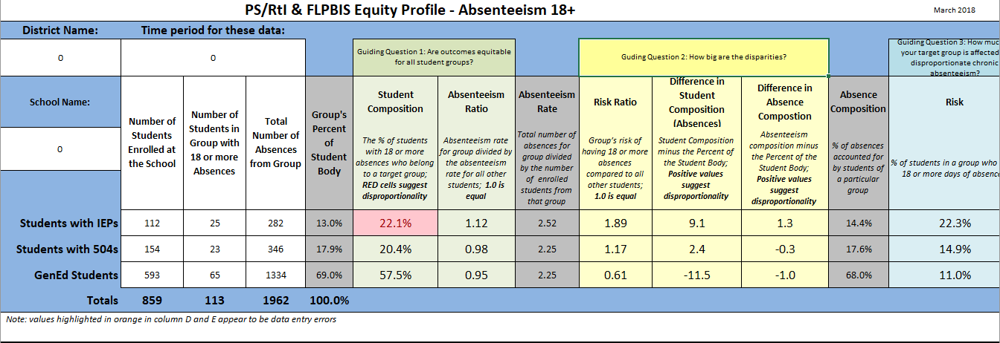 PS/RtI & FLPBIS Equity Profile - Absenteeism 18+
March 2018
District Name:
Time period for these data:
0
0
Guiding Question 1: Are outcomes equitable
for all student groups?
Guding Question 2: How big are the disparities?
Guiding Question 3: How muc
your target group is affected
disproportionate chronic
absenteeism?
School Name:
0
Number of
Students
Enrolled at
the School
Number of
Students in
Group with
18 or more
Absences
Total
Number of
Absences
from Group
Group's
Percent
of
Student
Body
Student
Composition
The % of students
with 18 or more
absences who belong
to a target group;
RED cells suggest
disproportionality
Absenteeism
Ratio
Absenteeism rate
for group divided by
the absenteeism
rate for all other
students; 1.0 is
equal
Absenteeism
Rate
Total number of
absences for
group divided
by the number
of enrolled
students from
that group
Risk Ratio
Group's risk of
having 18 or more
absences
compared to all
other students;
1.0 is equal
Difference in
Student
Composition
(Absences)
Student Composition
minus the Percent of
the Student Body;
Positive values
suggest
disproportionality
Difference in
Absence
Compostion
Absenteeism
composition minus
the Percent of the
Student Body;
Positive values
suggest
disproportionality
Absence
Composition
% of absences
accounted for
by students of
a particular
group
Risk
% of students in a group who
18 or more days of absenc
Students with IEPs 112 25 282 13.0% 22.1% 1.12 2.52 1.89 9.1 1.3 14.4% 22.3%
Students with 504s 154 23 346 17.9% 20.4% 0.98 2.25 1.17 2.4 -0.3 17.6% 14.9%
GenEd Students 593 65 1334 69.0% 57.5% 0.95 2.25 0.61 -11.5 -1.0 68.0% 11.0%
Totals 859 113 1962 100.0%
Note: values highlighted in orange in column D and E appear to be data entry errors